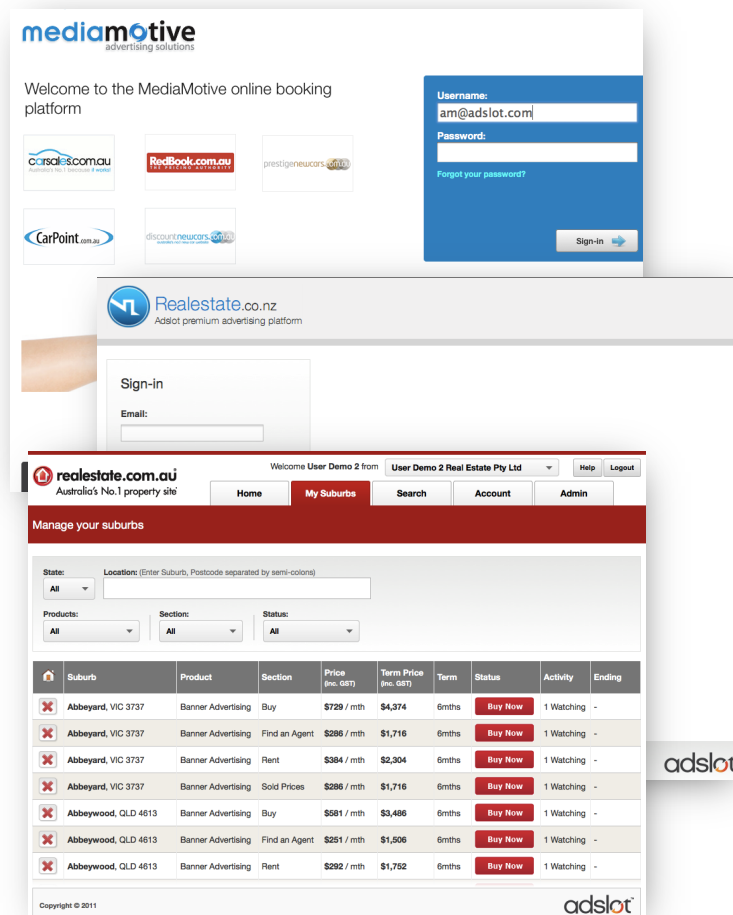 mediamotive
advertising solutions
Welcome to the MediaMotive online booking
platform
carsales.com.au
Australia's No.1 because it works!
RedBook.com.au
THE PRICING AUTHORITY
prestigenewcars.com.au
CarPoint.com.au
discountnewcars.com.au
Username:
am@adslot.com
Password:
Forgot your password?
Sign-in
Realestate.co.nz
Adslot premium advertising platform
Sign-in
Email:
realestate.com.au
Australia's No.1 property site
Welcome User Demo 2 from User Demo 2 Real Estate Pty Ltd Help Logout
Home My Suburbs Search Account Admin
Manage your suburbs
State: Location: (Enter Suburb, Postcode separated by semi-colons)
All
Products: Section: Status:
All All All
Suburb Product Section Price (inc. GST) Term Price (inc. GST) Term Status Activity Ending
Abbeyard, VIC 3737 Banner Advertising Buy $729 / mth $4,374 6mths Buy Now 1 Watching -
Abbeyard, VIC 3737 Banner Advertising Find an Agent $286 / mth $1,716 6mths Buy Now 1 Watching -
Abbeyard, VIC 3737 Banner Advertising Rent $384 / mth $2,304 6mths Buy Now 1 Watching -
Abbeyard, VIC 3737 Banner Advertising Sold Prices $286 / mth $1,716 6mths Buy Now 1 Watching -
Abbeywood, QLD 4613 Banner Advertising Buy $581 / mth $3,486 6mths Buy Now 1 Watching -
Abbeywood, QLD 4613 Banner Advertising Find an Agent $251 / mth $1,506 6mths Buy Now 1 Watching -
Abbeywood, QLD 4613 Banner Advertising Rent $292 / mth $1,752 6mths Buy Now 1 Watching -
adslot
Copyright © 2011
adslot™